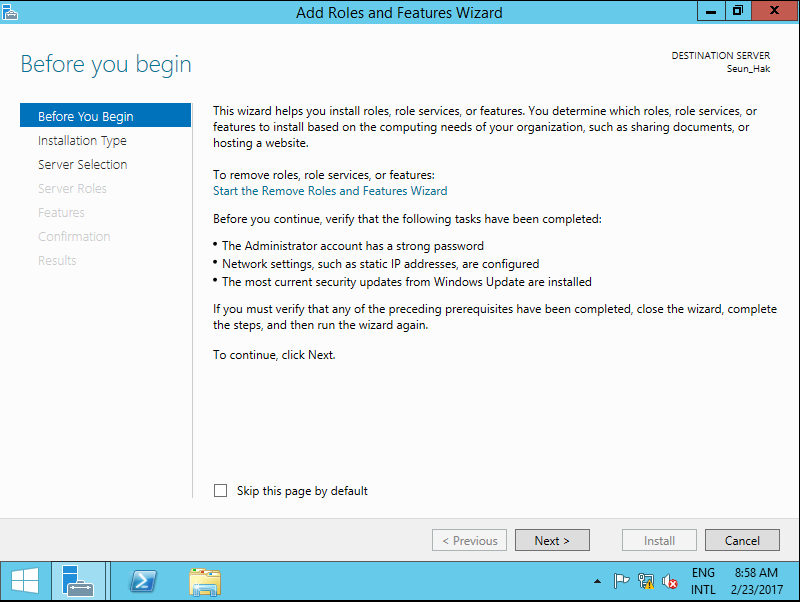 Add Roles and Features Wizard
Before you begin
DESTINATION SERVER
Seun_Hak
Before You Begin
Installation Type
Server Selection
Server Roles
Features
Confirmation
Results
This wizard helps you install roles, role services, or features. You determine which roles, role services, or
features to install based on the computing needs of your organization, such as sharing documents, or
hosting a website.
To remove roles, role services, or features:
Start the Remove Roles and Features Wizard
Before you continue, verify that the following tasks have been completed:
• The Administrator account has a strong password
• Network settings, such as static IP addresses, are configured
• The most current security updates from Windows Update are installed
If you must verify that any of the preceding prerequisites have been completed, close the wizard, complete
the steps, and then run the wizard again.
To continue, click Next.
Skip this page by default
< Previous
Next >
Install
Cancel
ENG
INTL
8:58 AM
2/23/2017